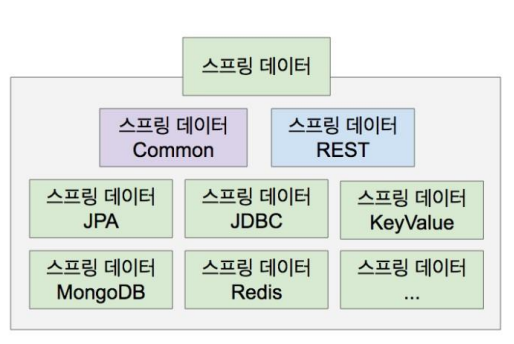 스프링 데이터
스프링 데이터
Common
스프링 데이터
REST
스프링 데이터
JPA
스프링 데이터
JDBC
스프링 데이터
KeyValue
스프링 데이터
MongoDB
스프링 데이터
Redis
스프링 데이터
...